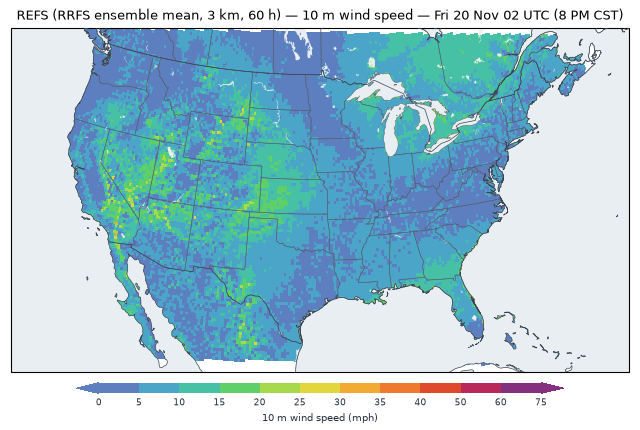 REFS (RRFS ensemble mean, 3 km, 60 h) — 10 m wind speed — Fri 20 Nov 02 UTC (8 PM CST)
0 5 10 15 20 25 30 35 40 50 60 75
10 m wind speed (mph)